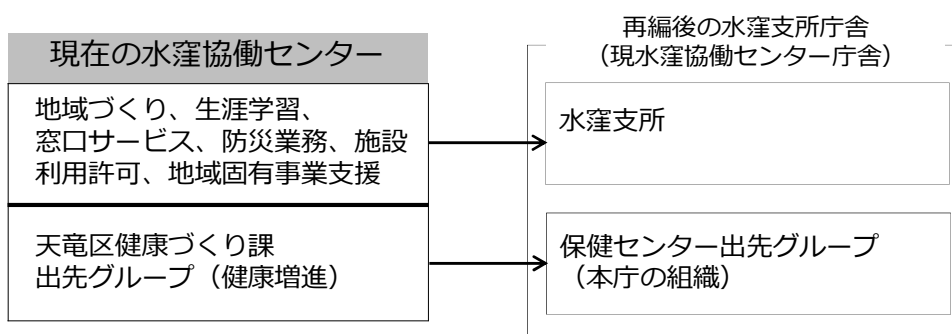 再編後の水窪支所庁舎
（現水窪協働センター庁舎）
現在の水窪協働センター
地域づくり、生涯学習、
窓口サービス、防災業務、施設
利用許可、地域固有事業支援
水窪支所
天竜区健康づくり課
出先グループ（健康増進）
保健センター出先グループ
（本庁の組織）